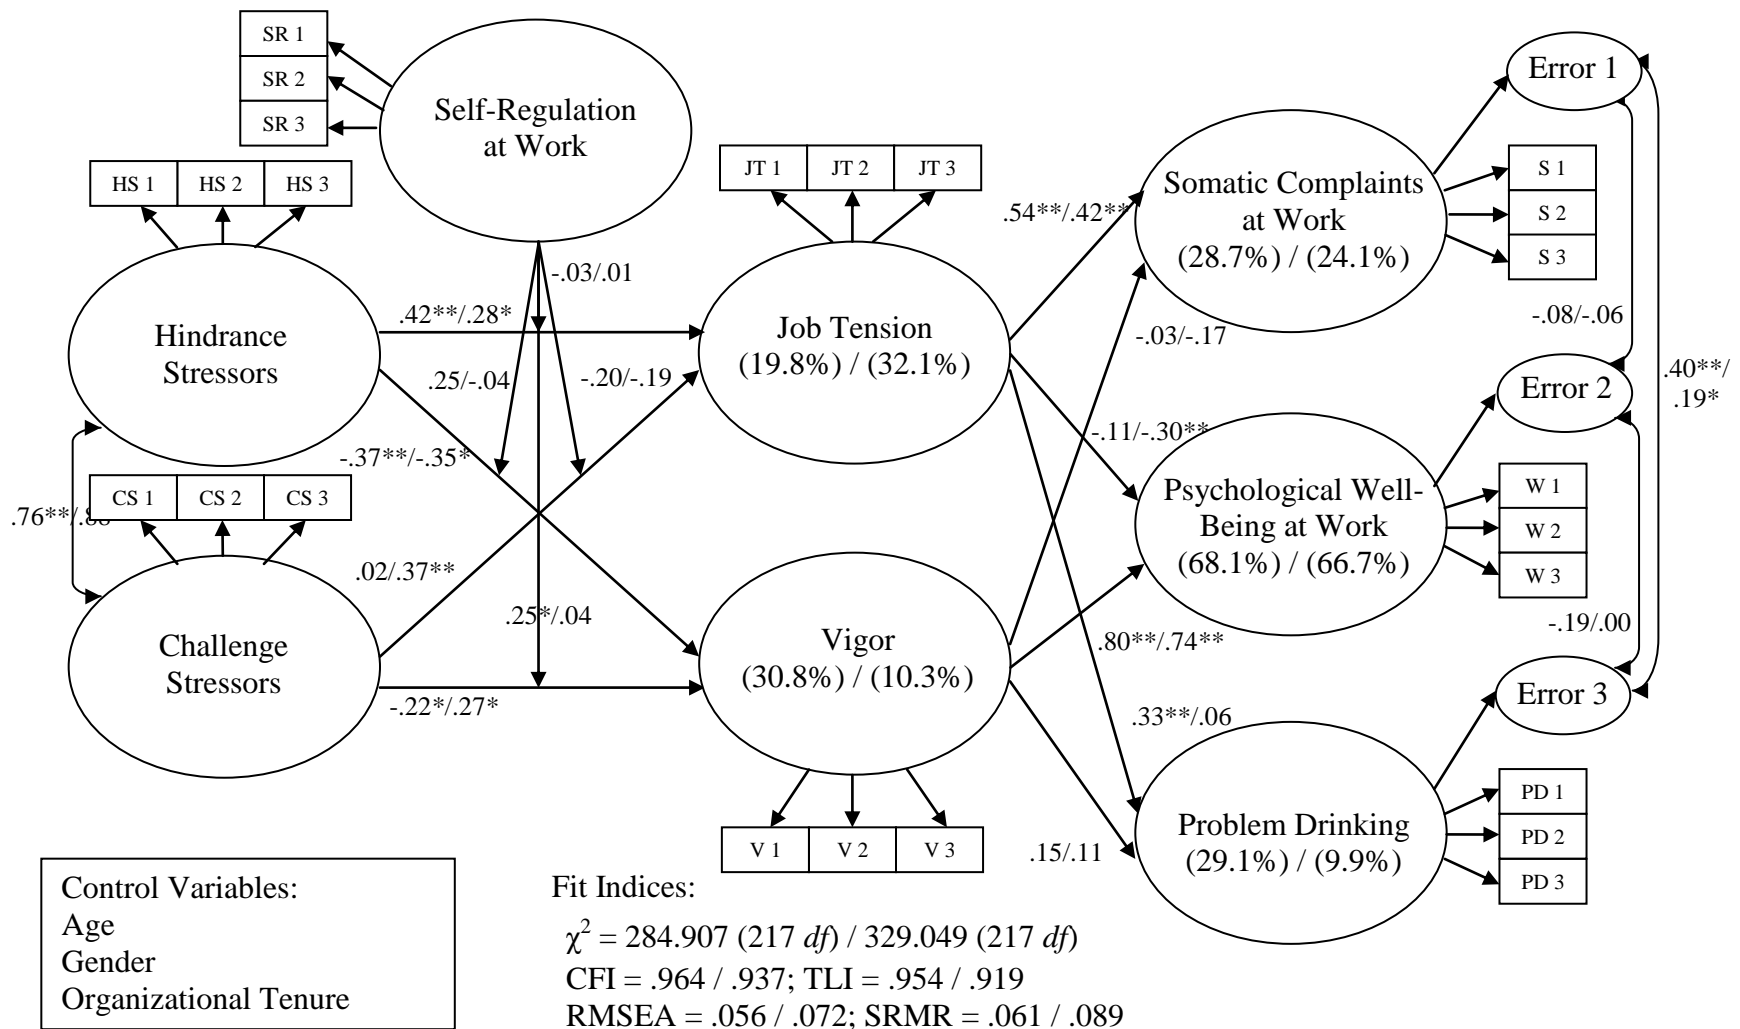 SR 1
SR 2
SR 3
Self-Regulation
at Work
Error 1
HS 1
HS 2
HS 3
JT 1
JT 2
JT 3
S 1
S 2
S 3
Somatic Complaints
at Work
(28.7%) / (24.1%)
.54**/.42**
-.03/.01
.42**/.28*
Hindrance
Stressors
Job Tension
(19.8%) / (32.1%)
-.03/-.17
-.08/-.06
.25/-.04
-.20/-.19
Error 2
.40**/
.19*
-.11/-.30**
-.37**/-.35*
CS 1
CS 2
CS 3
.76**/
Psychological Well-
Being at Work
(68.1%) / (66.7%)
W 1
W 2
W 3
.02/.37**
.25*/.04
-.19/.00
Challenge
Stressors
Vigor
(30.8%) / (10.3%)
.80**/.74**
Error 3
-.22*/.27*
.33**/.06
V 1
V 2
V 3
.15/.11
Problem Drinking
(29.1%) / (9.9%)
PD 1
PD 2
PD 3
Control Variables:
Age
Gender
Organizational Tenure
Fit Indices:
χ² = 284.907 (217 df) / 329.049 (217 df)
CFI = .964 / .937; TLI = .954 / .919
RMSEA = .056 / .072; SRMR = .061 / .089